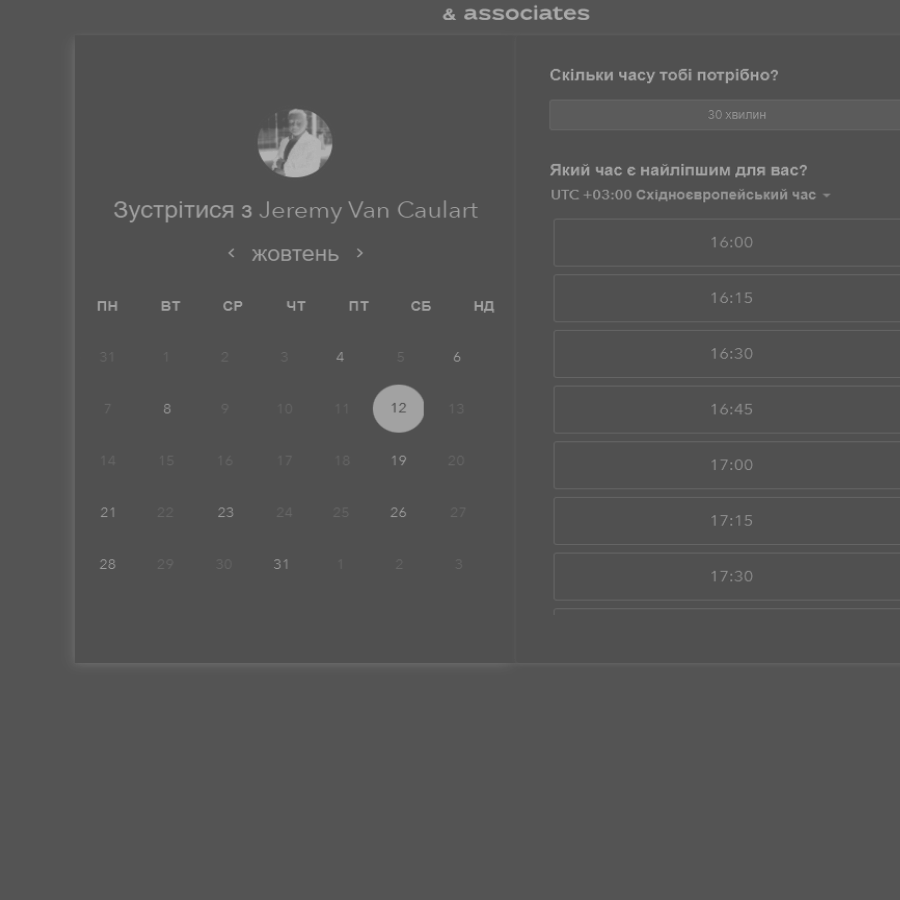 & associates
Зустрітися з Jeremy Van Caulart
< жовтень >
ПН ВТ СР ЧТ ПТ СБ НД
31 1 2 3 4 5 6
7 8 9 10 11 12 13
14 15 16 17 18 19 20
21 22 23 24 25 26 27
28 29 30 31 1 2 3
Скільки часу тобі потрібно?
30 хвилин
Який час є найліпшим для вас?
UTC +03:00 Східноєвропейський час
16:00
16:15
16:30
16:45
17:00
17:15
17:30